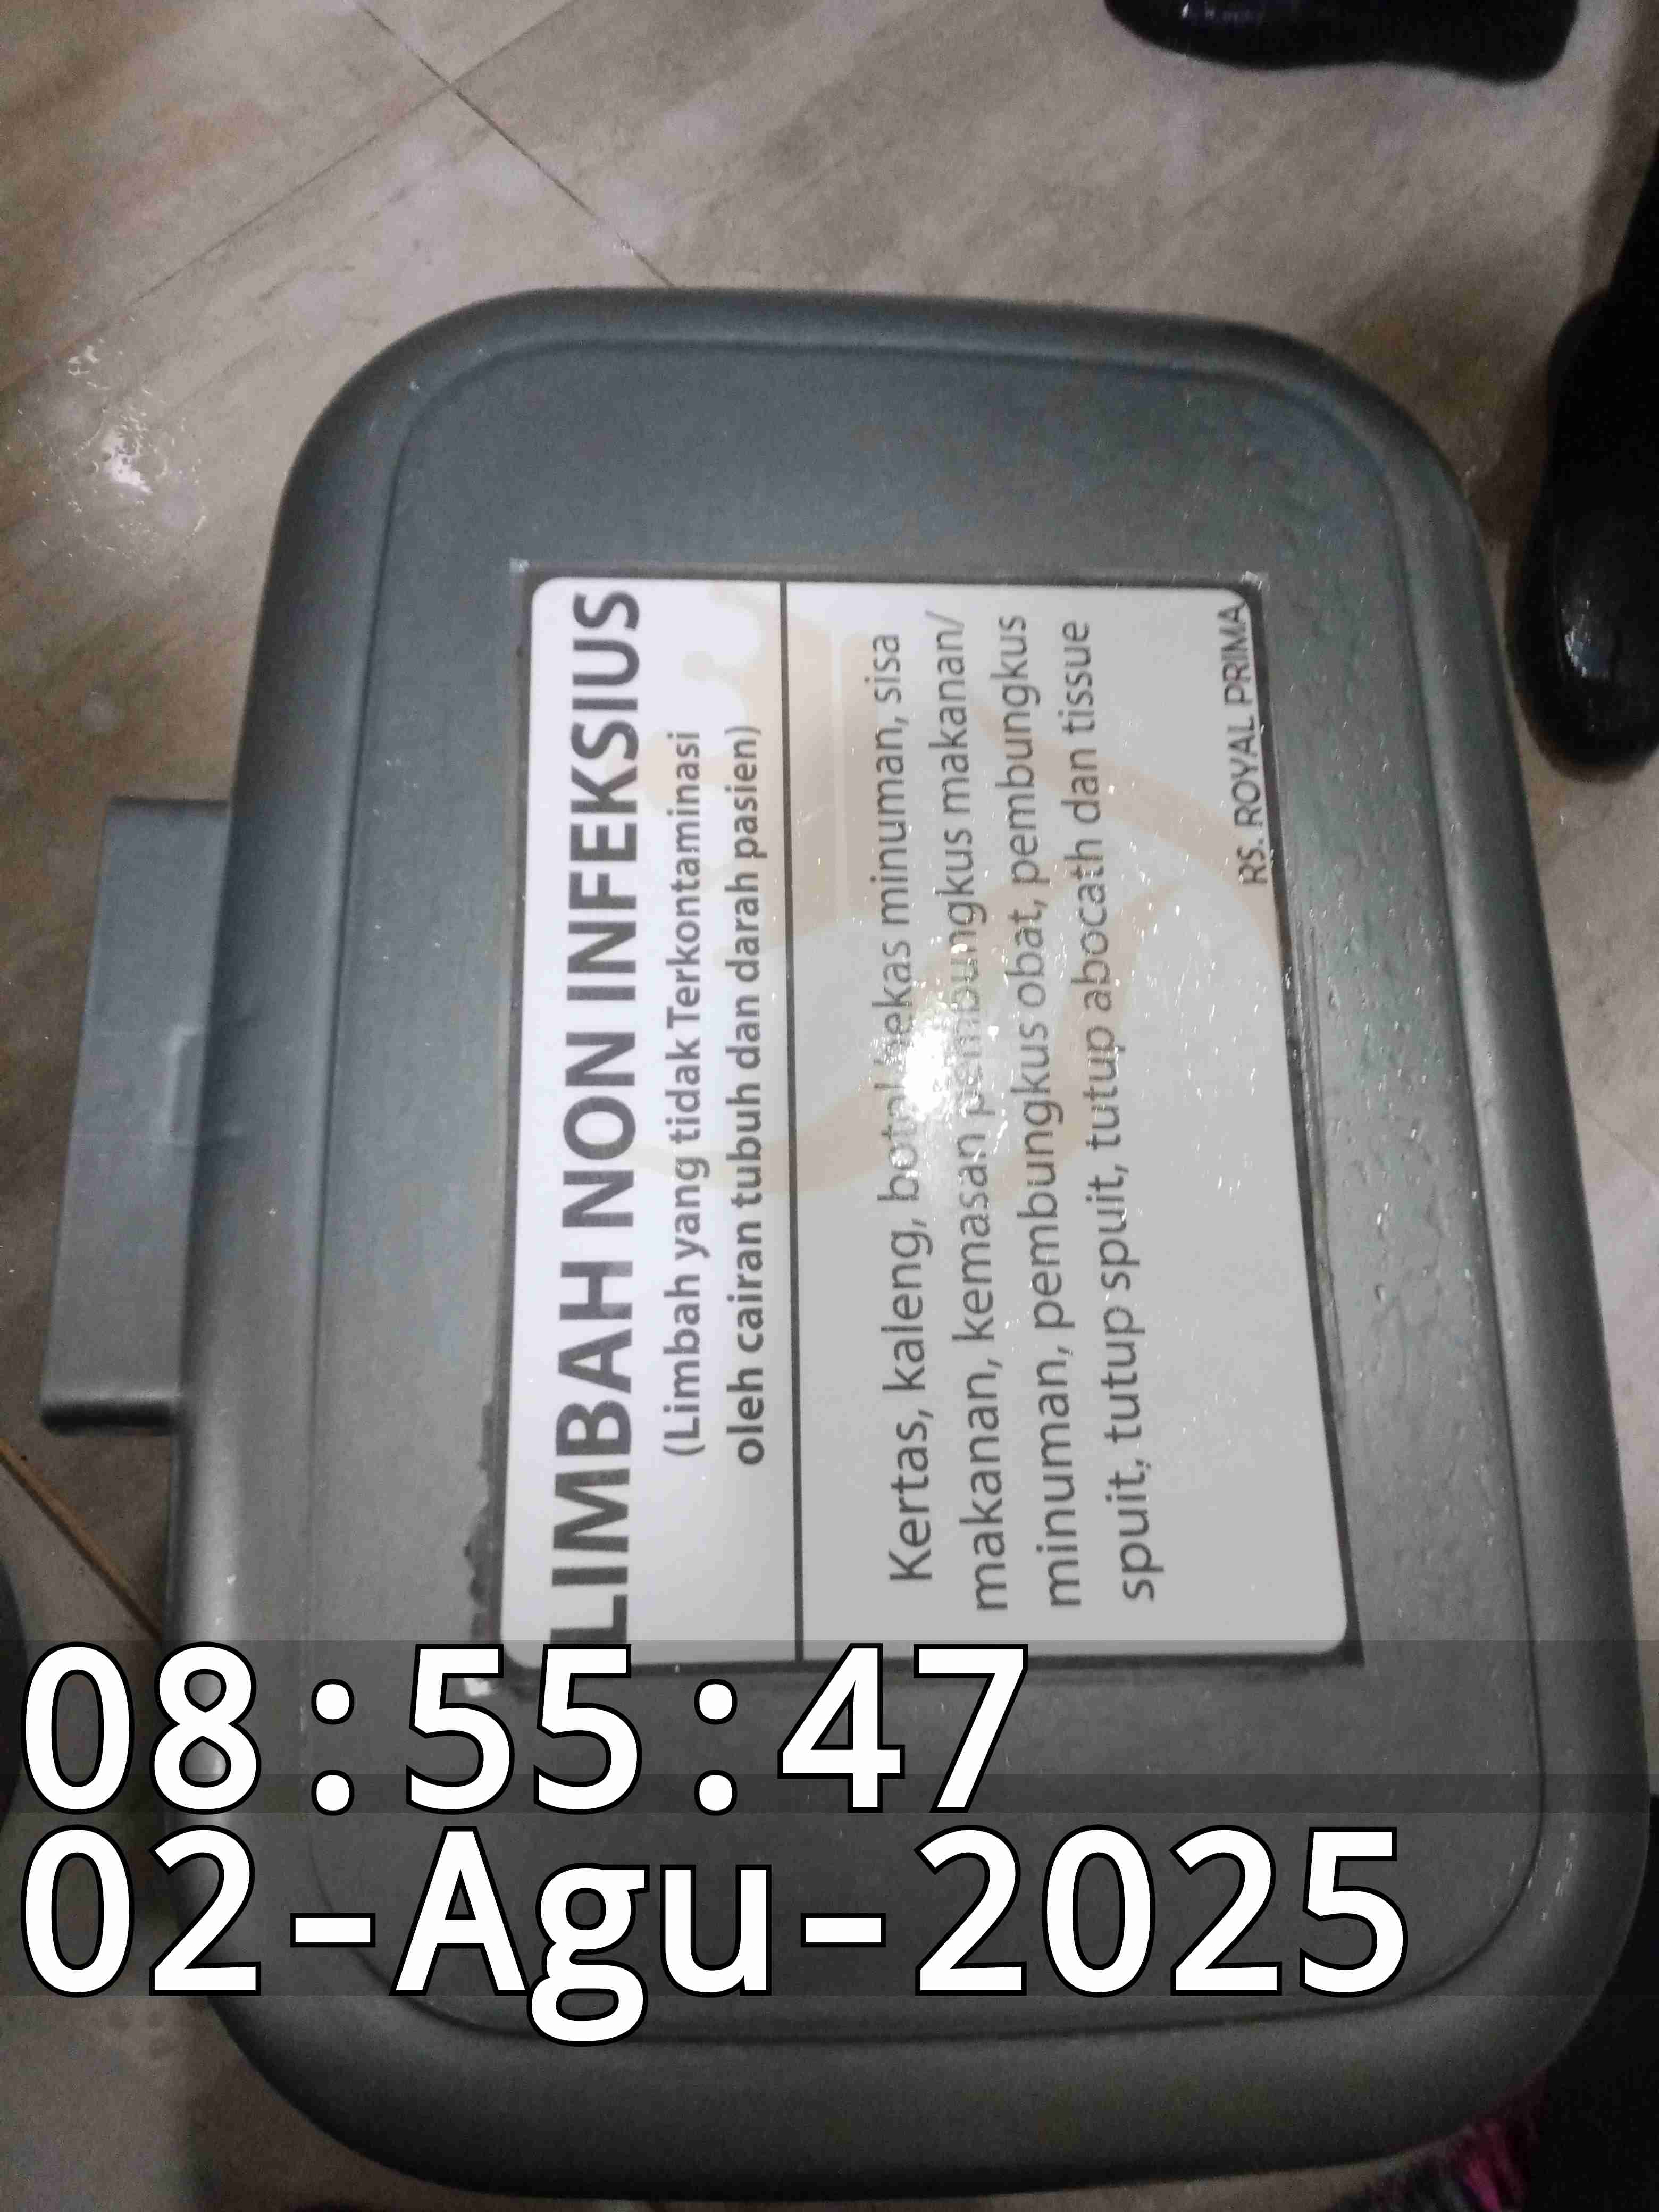 LIMBAH NON INFEKSIUS
(Limbah yang tidak Terkontaminasi
oleh cairan tubuh dan darah pasien)
Kertas, kaleng, botol bekas minuman, sisa
makanan, kemasan pembungkus makanan/
minuman, pembungkus obat, pembungkus
spuit, tutup spuit, tutup abocath dan tissue
RS. ROYAL PRIMA
08:55:47
02-Agu-2025